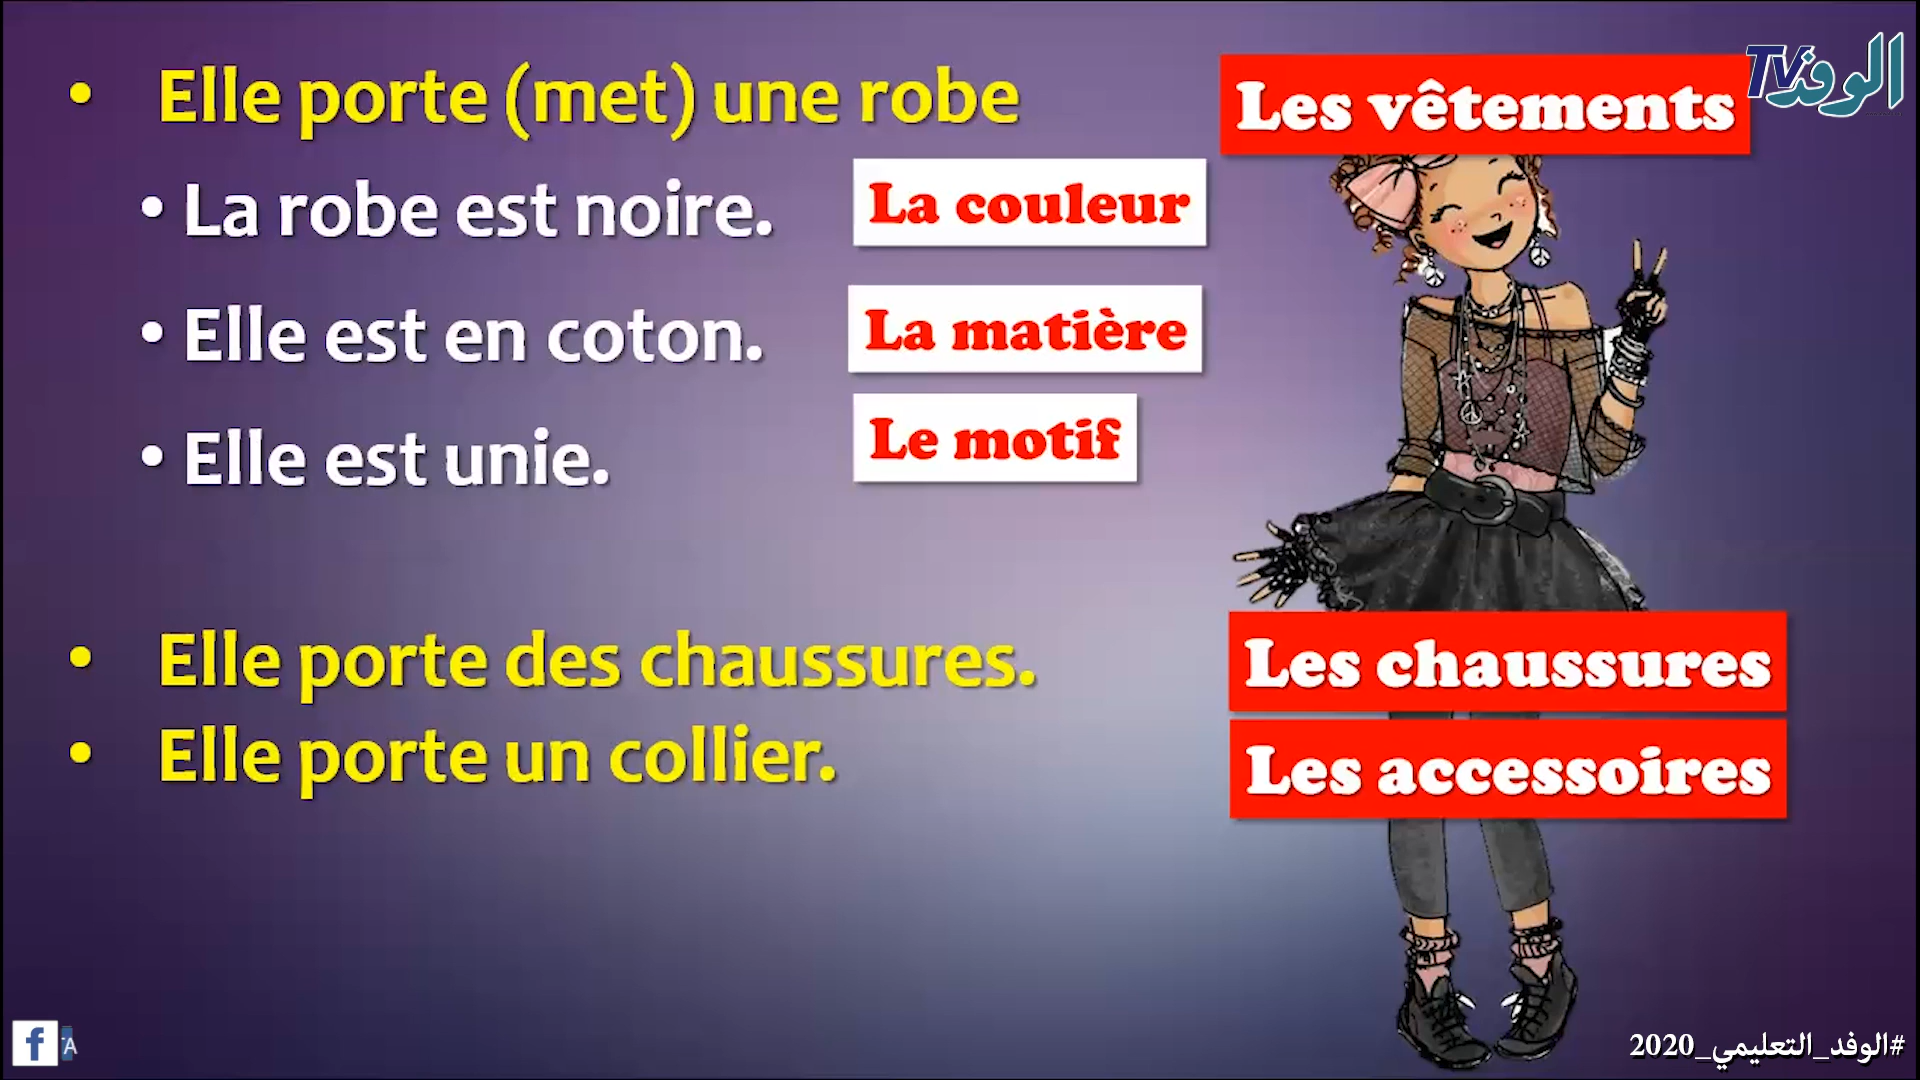 • Elle porte (met) une robe
Les vêtements
TV الوفد
• La robe est noire.
La couleur
• Elle est en coton.
La matière
• Elle est unie.
Le motif
• Elle porte des chaussures.
Les chaussures
• Elle porte un collier.
Les accessoires
f
#الوفد_التعليمي_2020